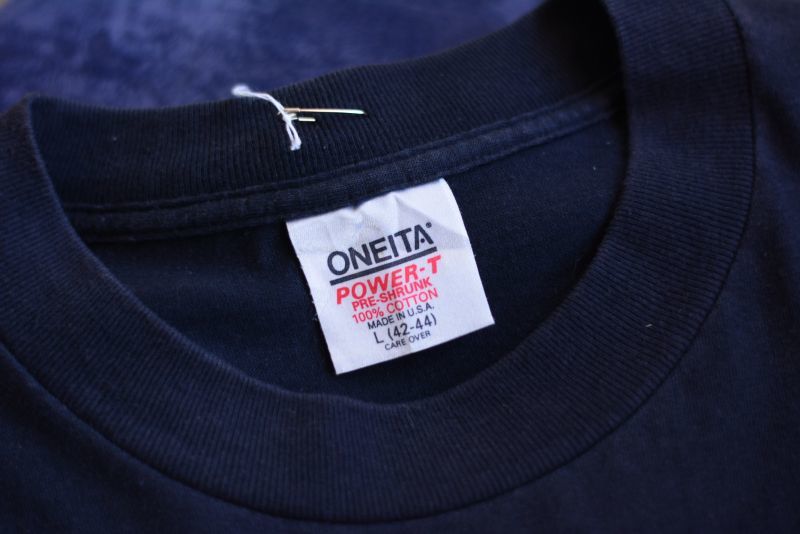 ONEITA®
POWER-T
PRE-SHRUNK
100% COTTON
MADE IN U.S.A.
L (42-44)
CARE OVER